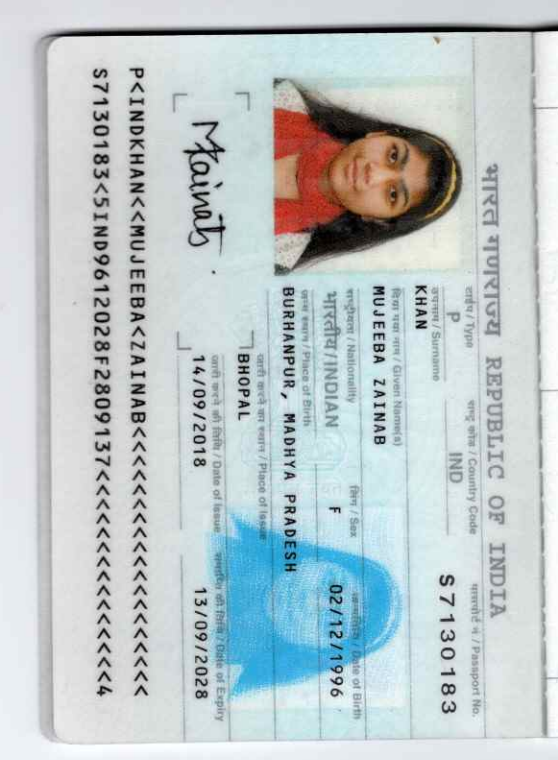 भारत गणराज्य REPUBLIC OF INDIA
टाईप / Type
राष्ट्र कोड / Country Code
पासपोर्ट नं / Passport No.
P
IND
S7130183
उपनाम / Surname
KHAN
दिया गया नाम / Given Name(s)
MUJEEBA ZAINAB
राष्ट्रीयता / Nationality
लिंग / Sex
जन्मतिथि / Date of Birth
भारतीय / INDIAN
F
02/12/1996
जन्म स्थान / Place of Birth
BURHANPUR, MADHYA PRADESH
जारी करने का स्थान / Place of Issue
BHOPAL
जारी करने की तिथि / Date of Issue
समाप्ति की तिथि / Date of Expiry
14/09/2018
13/09/2028
P<INDKHAN<<MUJEEBA<ZAINAB<<<<<<<<<<<<<<<<<<<
S7130183<5IND9612028F2809137<<<<<<<<<<<<<<<4